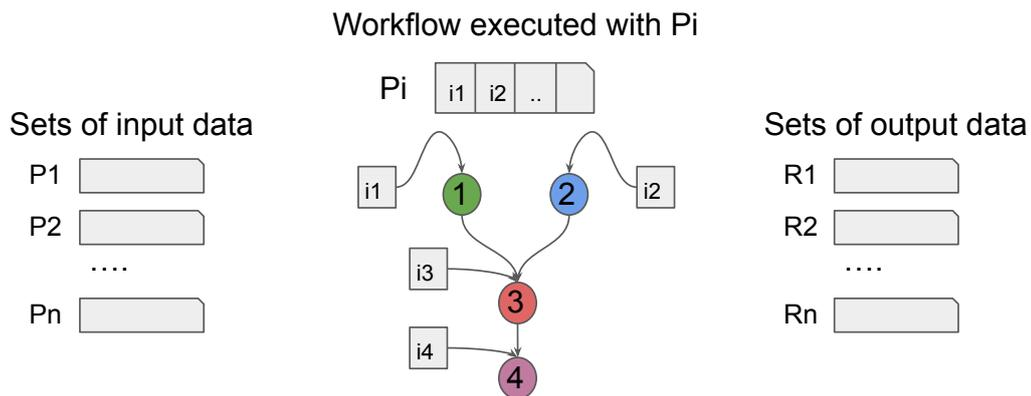 Workflow executed with Pi
Pi i1 i2 ..
Sets of input data
P1
P2
....
Pn
i1 1 2 i2
i3
3
i4
4
Sets of output data
R1
R2
....
Rn